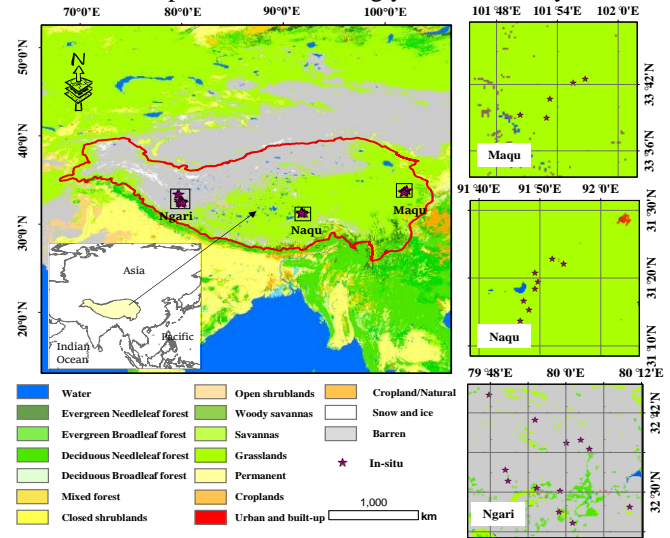 70°0'E 80°0'E 90°0'E 100°0'E
50°0'N
40°0'N
30°0'N
20°0'N
N
Ngari
Naqu
Maqu
Asia
Pacific
Indian
Ocean
101°48'E 101°54'E 102°0'E
33°42'N
33°36'N
Maqu
91°40'E 91°50'E 92°0'E
31°30'N
31°20'N
31°10'N
Naqu
79°48'E 80°0'E 80°12'E
32°42'N
32°30'N
Ngari
Water
Evergreen Needleleaf forest
Evergreen Broadleaf forest
Deciduous Needleleaf forest
Deciduous Broadleaf forest
Mixed forest
Closed shrublands
Open shrublands
Woody savannas
Savannas
Grasslands
Permanent
Croplands
Urban and built-up
Cropland/Natural
Snow and ice
Barren
In-situ
1,000
km